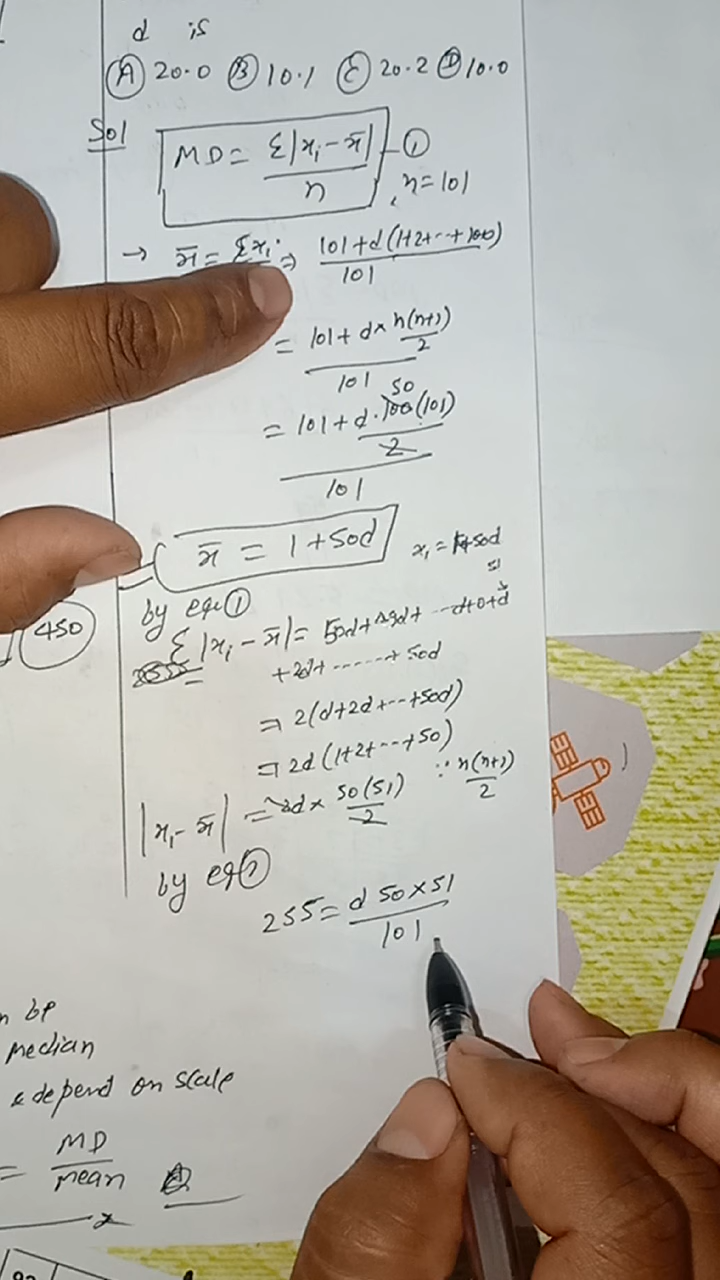 d is
(A) 20.0 (B) 10.1 (C) 20.2 (D) 10.0
Sol
MD = Σ|xᵢ - x̄| / n — ①
, n = 101
→ x̄ = Σxᵢ ⇒ 101 + d(1+2+--+100) / 101
= 101 + d × n(n+1)/2 / 101
50
= 101 + d . 100(101) / 2 / 101
x̄ = 1 + 50d
by eq ①
Σ|xᵢ - x̄| = 50d + 49d + --- d + 0 + d
+ 2d + ------ + 50d
= 2(d + 2d + -- + 50d)
= 2d(1 + 2 + -- + 50)
|xᵢ - x̄| = 2d × 50(51)/2 ∵ n(n+1)/2
by eq ①
255 = d 50 × 51 / 101
450
be
median
depend on scale
= MD / mean